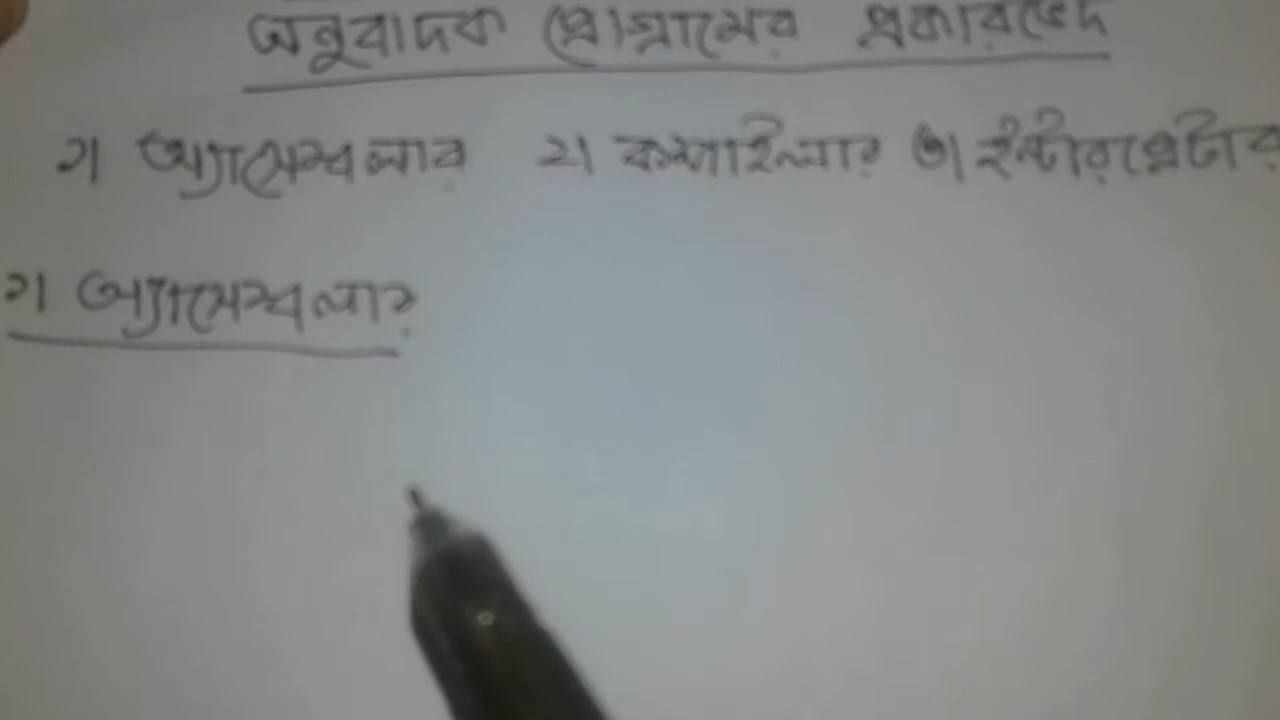 অনুবাদক প্রোগ্রামের প্রকারভেদ
১। অ্যাসেম্বলার ২। কম্পাইলার ৩। ইন্টারপ্রেটার
১। অ্যাসেম্বলার